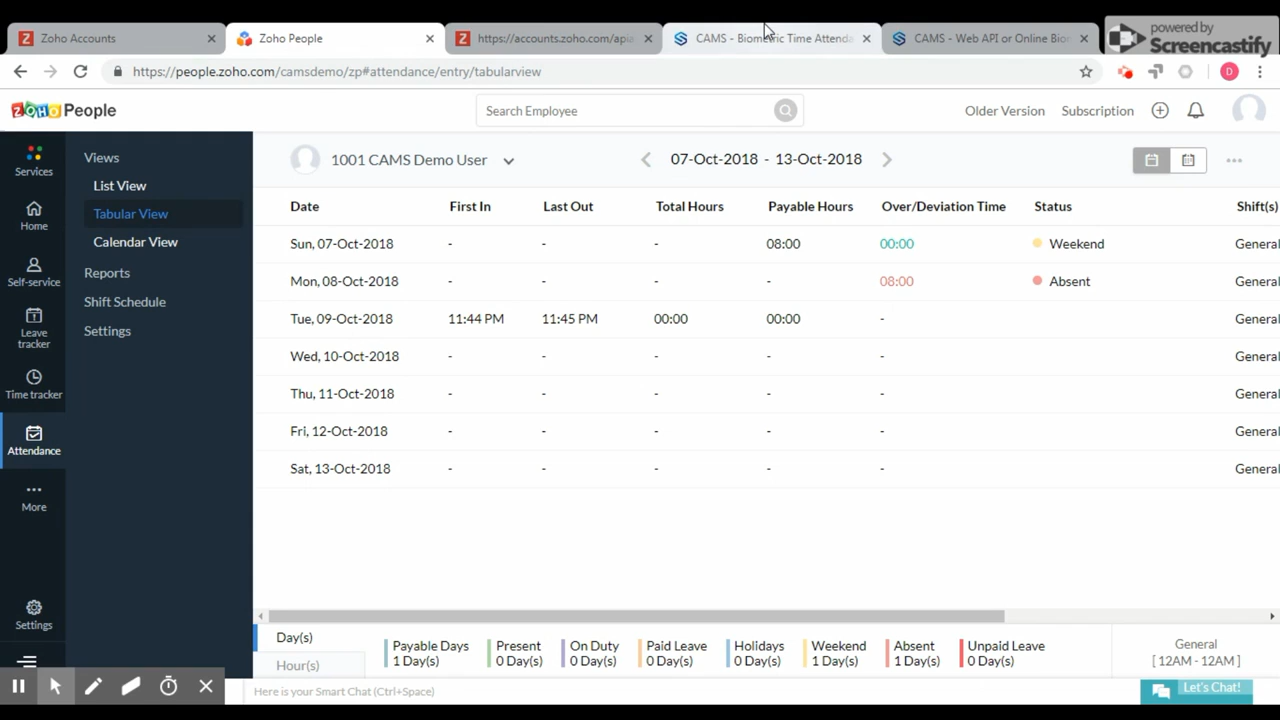 powered by
Screencastify
Zoho Accounts
Zoho People
https://accounts.zoho.com/apia
CAMS - Biometric Time Attenda
CAMS - Web API or Online Bion
https://people.zoho.com/camsdemo/zp#attendance/entry/tabularview
D
ZOHO People
Search Employee
Older Version
Subscription
Services
Home
Self-service
Leave
tracker
Time tracker
Attendance
More
Settings
Views
List View
Tabular View
Calendar View
Reports
Shift Schedule
Settings
1001 CAMS Demo User
07-Oct-2018 - 13-Oct-2018
Date First In Last Out Total Hours Payable Hours Over/Deviation Time Status Shift(s)
Sun, 07-Oct-2018 - - - 08:00 00:00 Weekend General
Mon, 08-Oct-2018 - - - - 08:00 Absent General
Tue, 09-Oct-2018 11:44 PM 11:45 PM 00:00 00:00 - General
Wed, 10-Oct-2018 - - - - - General
Thu, 11-Oct-2018 - - - - - General
Fri, 12-Oct-2018 - - - - - General
Sat, 13-Oct-2018 - - - - - General
Day(s)
Hour(s)
Payable Days
1 Day(s)
Present
0 Day(s)
On Duty
0 Day(s)
Paid Leave
0 Day(s)
Holidays
0 Day(s)
Weekend
1 Day(s)
Absent
1 Day(s)
Unpaid Leave
0 Day(s)
General
[ 12AM - 12AM ]
Here is your Smart Chat (Ctrl+Space)
Let's Chat!